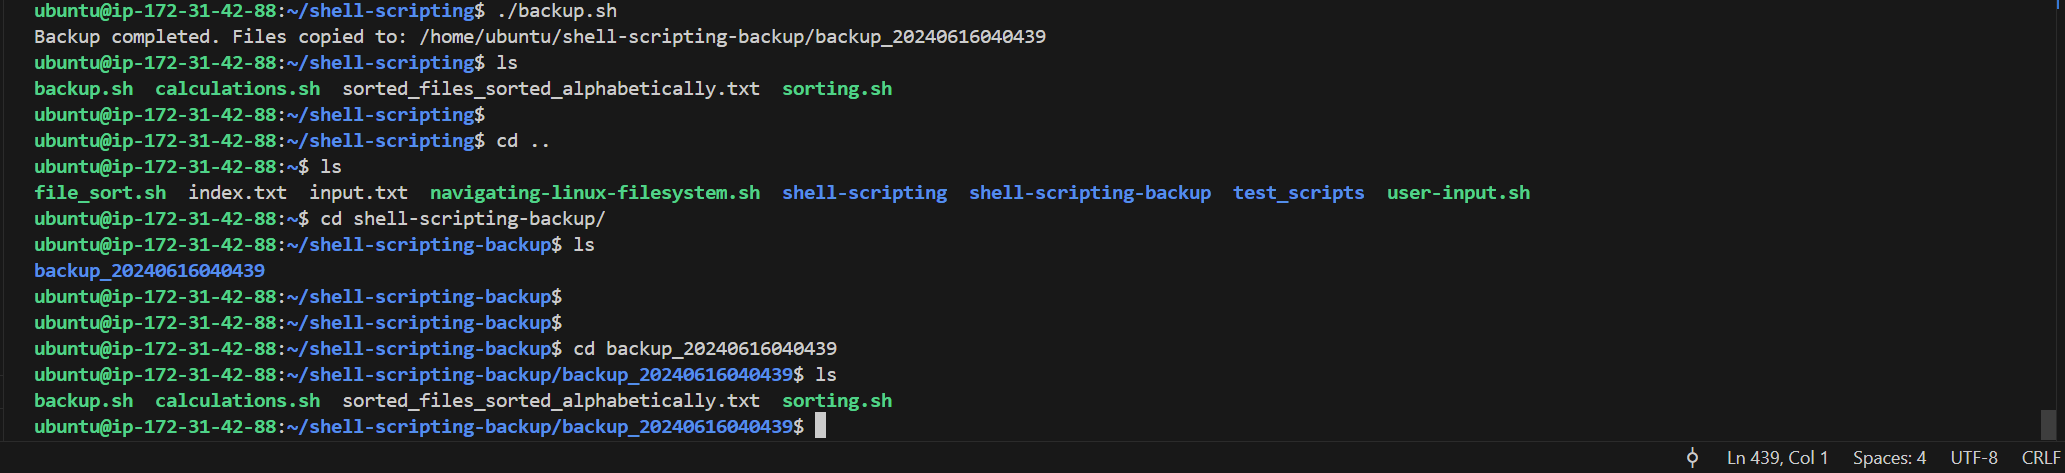 ubuntu@ip-172-31-42-88:~/shell-scripting$ ./backup.sh
Backup completed. Files copied to: /home/ubuntu/shell-scripting-backup/backup_20240616040439
ubuntu@ip-172-31-42-88:~/shell-scripting$ ls
backup.sh  calculations.sh  sorted_files_sorted_alphabetically.txt  sorting.sh
ubuntu@ip-172-31-42-88:~/shell-scripting$
ubuntu@ip-172-31-42-88:~/shell-scripting$ cd ..
ubuntu@ip-172-31-42-88:~$ ls
file_sort.sh  index.txt  input.txt  navigating-linux-filesystem.sh  shell-scripting  shell-scripting-backup  test_scripts  user-input.sh
ubuntu@ip-172-31-42-88:~$ cd shell-scripting-backup/
ubuntu@ip-172-31-42-88:~/shell-scripting-backup$ ls
backup_20240616040439
ubuntu@ip-172-31-42-88:~/shell-scripting-backup$
ubuntu@ip-172-31-42-88:~/shell-scripting-backup$
ubuntu@ip-172-31-42-88:~/shell-scripting-backup$ cd backup_20240616040439
ubuntu@ip-172-31-42-88:~/shell-scripting-backup/backup_20240616040439$ ls
backup.sh  calculations.sh  sorted_files_sorted_alphabetically.txt  sorting.sh
ubuntu@ip-172-31-42-88:~/shell-scripting-backup/backup_20240616040439$
Ln 439, Col 1  Spaces: 4  UTF-8  CRLF